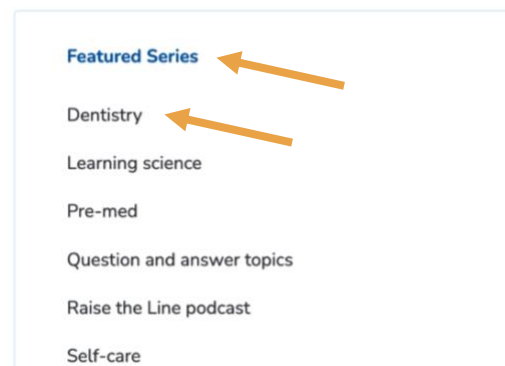 Featured Series
Dentistry
Learning science
Pre-med
Question and answer topics
Raise the Line podcast
Self-care